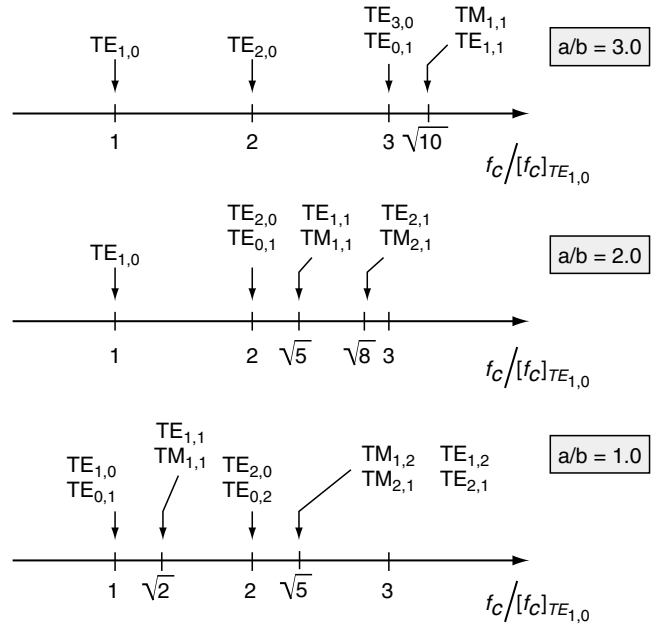 TE3,0 TM1,1
TE1,0 TE2,0 TE0,1 TE1,1
a/b = 3.0
1 2 3 √10
fc/[fc]TE1,0
TE2,0 TE1,1 TE2,1
TE1,0 TE0,1 TM1,1 TM2,1
a/b = 2.0
1 2 √5 √8 3
fc/[fc]TE1,0
TE1,1
TE1,0 TM1,1 TE2,0 TM1,2 TE1,2
TE0,1 TE0,2 TM2,1 TE2,1
a/b = 1.0
1 √2 2 √5 3
fc/[fc]TE1,0